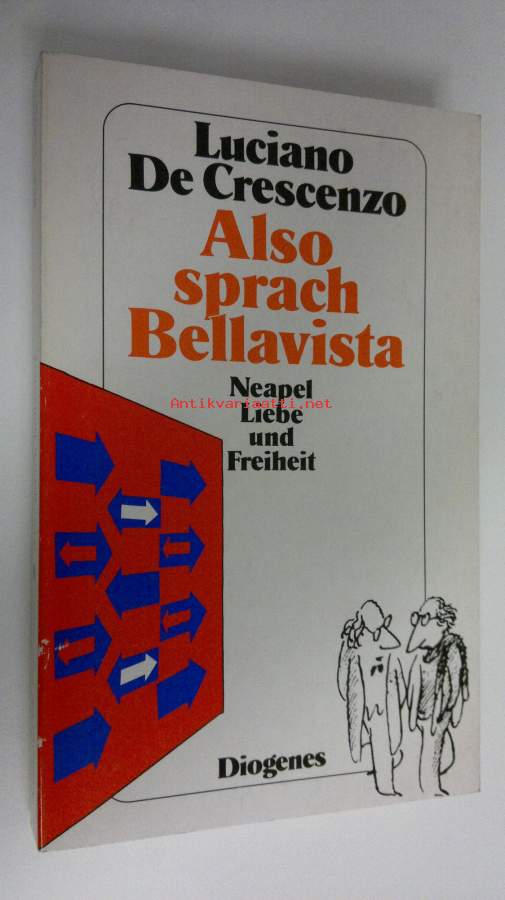 Luciano
De Crescenzo
Also
sprach
Bellavista
Neapel
Antikvariaatti.net
Liebe
und
Freiheit
Diogenes